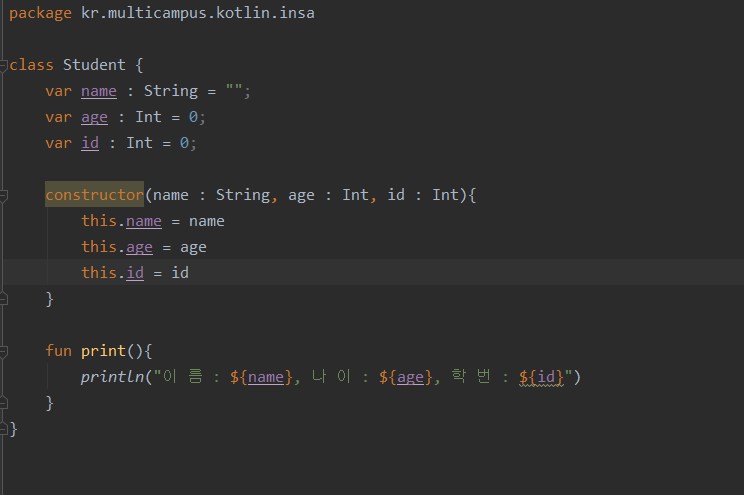 package kr.multicampus.kotlin.insa
class Student {
var name : String = "";
var age : Int = 0;
var id : Int = 0;
constructor(name : String, age : Int, id : Int){
this.name = name
this.age = age
this.id = id
}
fun print(){
println("이 름 : ${name}, 나 이 : ${age}, 학 번 : ${id}")
}
}